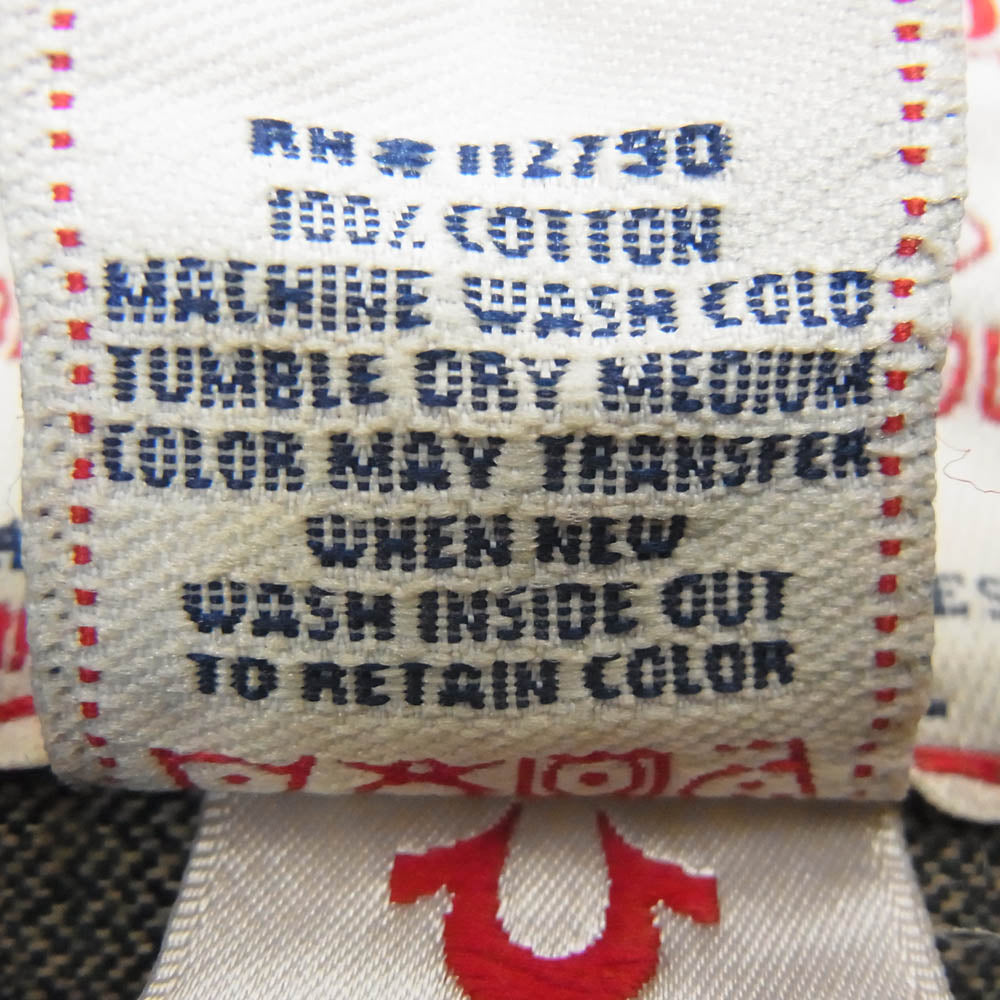 RN # 112790
100% COTTON
MACHINE WASH COLD
TUMBLE DRY MEDIUM
COLOR MAY TRANSFER
WHEN NEW
WASH INSIDE OUT
TO RETAIN COLOR